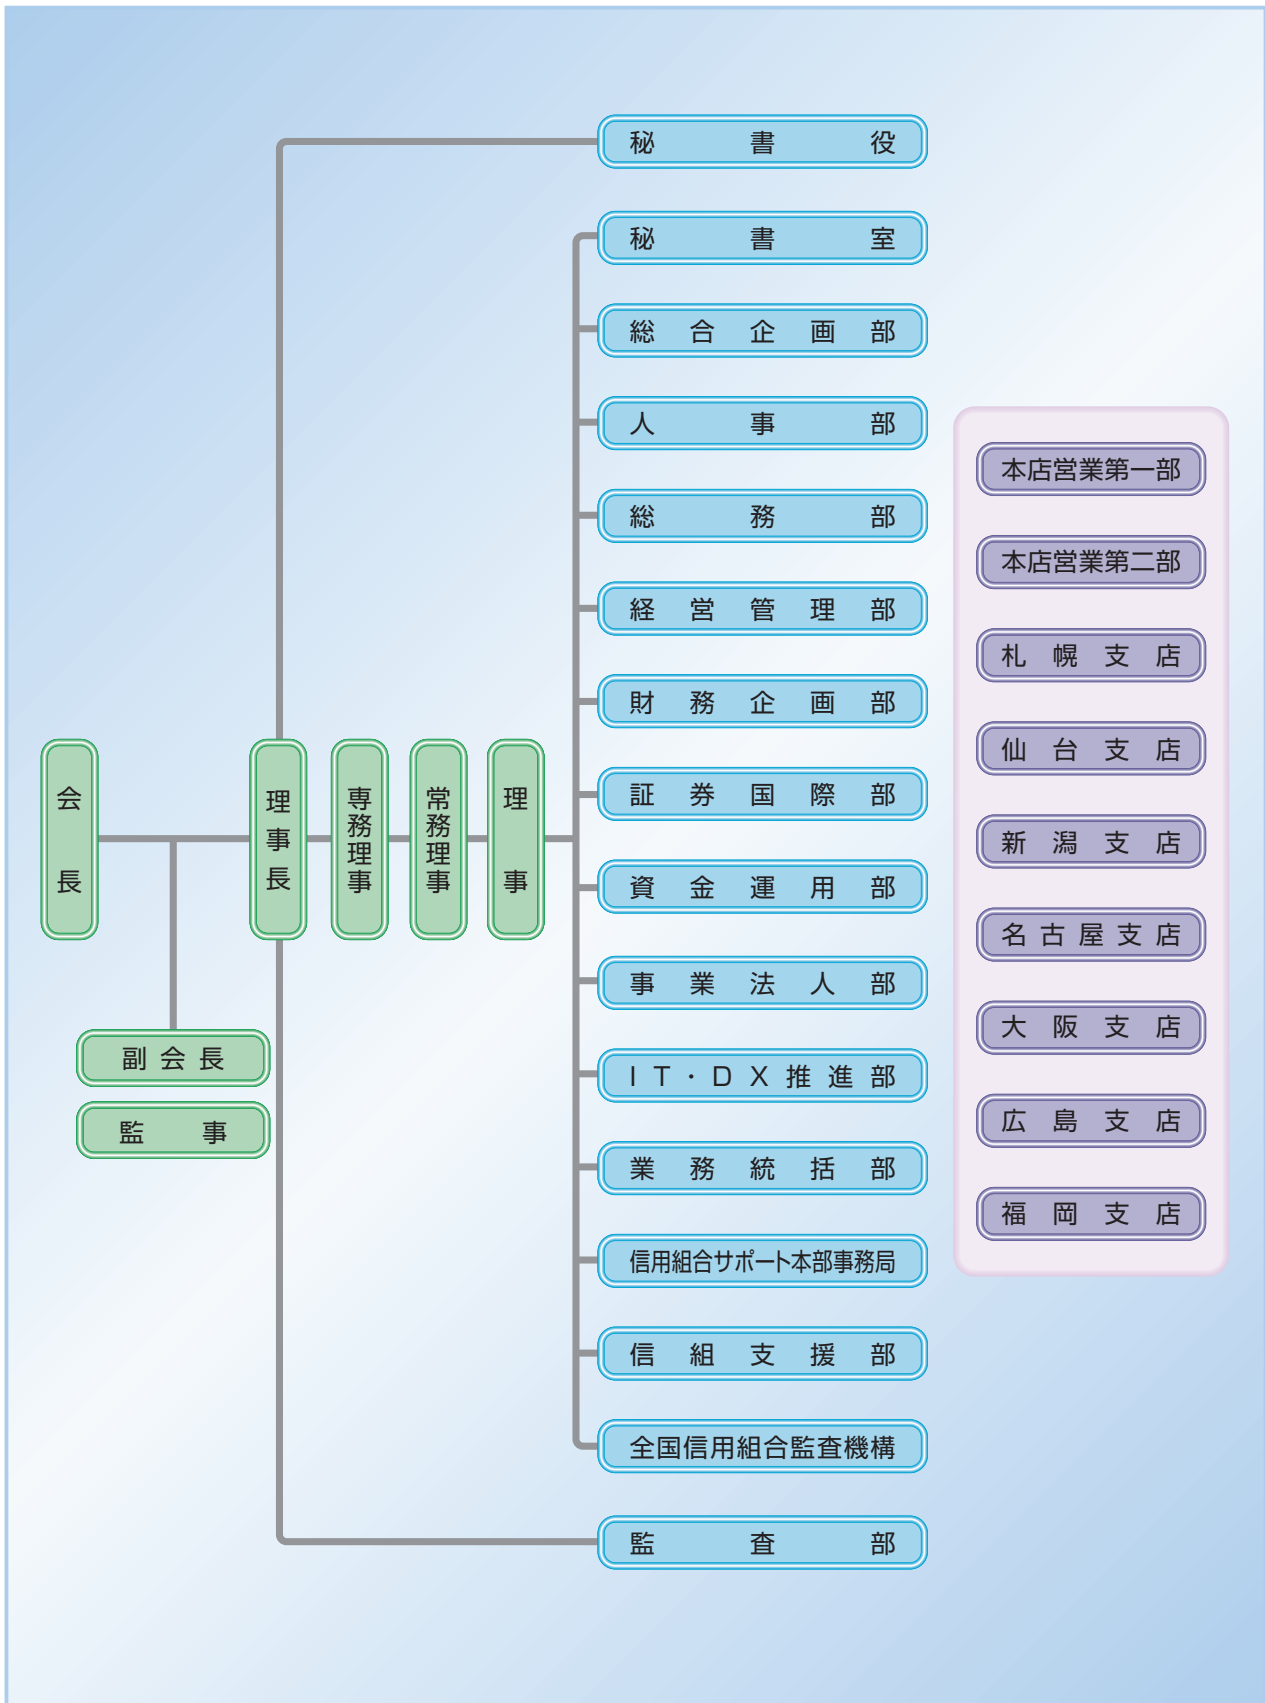 会長
副会長
監事
理事長
専務理事
常務理事
理事
秘書役
秘書室
総合企画部
人事部
総務部
経営管理部
財務企画部
証券国際部
資金運用部
事業法人部
IT・DX推進部
業務統括部
信用組合サポート本部事務局
信組支援部
全国信用組合監査機構
監査部
本店営業第一部
本店営業第二部
札幌支店
仙台支店
新潟支店
名古屋支店
大阪支店
広島支店
福岡支店